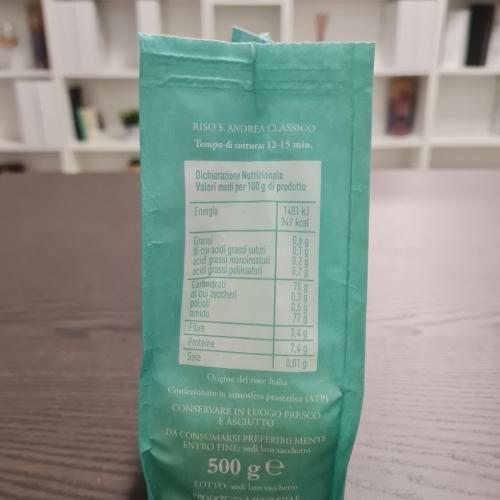 RISO S. ANDREA CLASSICO
Tempo di cottura: 12-15 min.
Dichiarazione Nutrizionale
Valori medi per 100 g di prodotto
Energia 1481 kJ
349 kcal
Grassi 0,6 g
di cui acidi grassi saturi 0,1 g
acidi grassi monoinsaturi 0,2 g
acidi grassi polinsaturi 0,2 g
Carboidrati 78 g
di cui zuccheri 0,3 g
polioli 0,6 g
amido 77 g
Fibre 1,4 g
Proteine 7,4 g
Sale 0,01 g
Origine del riso: Italia
Confezionato in atmosfera protettiva (ATP)
CONSERVARE IN LUOGO FRESCO
E ASCIUTTO
DA CONSUMARSI PREFERIBILMENTE
ENTRO FINE: vedi lato sacchetto
500 g ℮
LOTTO: vedi lato sacchetto
PRODOTTO, LAVORATO E